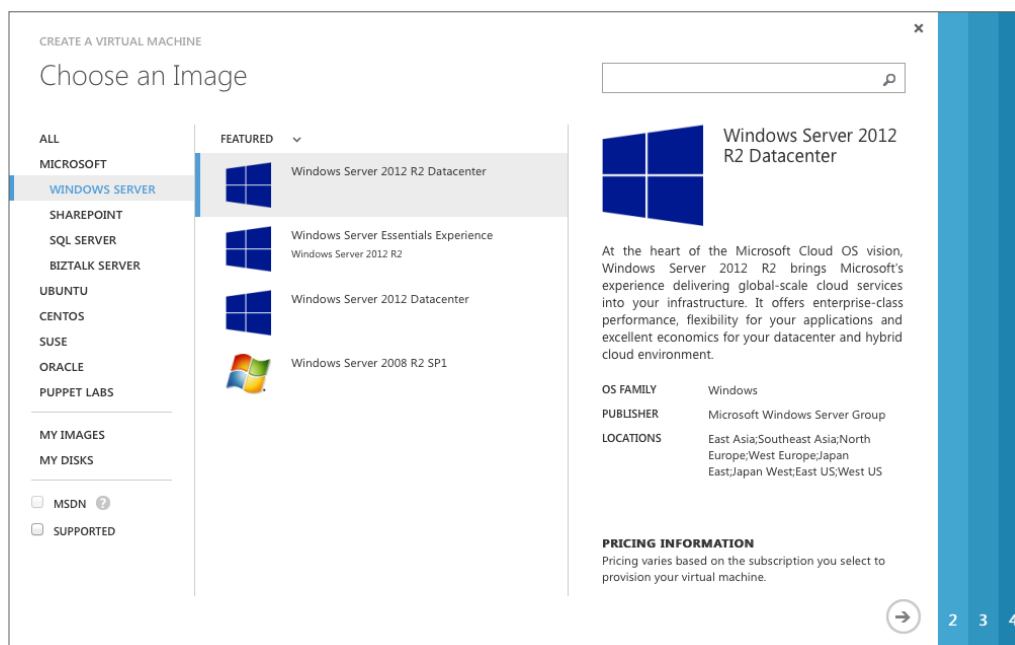 CREATE A VIRTUAL MACHINE
Choose an Image
ALL
MICROSOFT
WINDOWS SERVER
SHAREPOINT
SQL SERVER
BIZTALK SERVER
UBUNTU
CENTOS
SUSE
ORACLE
PUPPET LABS
MY IMAGES
MY DISKS
MSDN ?
SUPPORTED
FEATURED
Windows Server 2012 R2 Datacenter
Windows Server Essentials Experience
Windows Server 2012 R2
Windows Server 2012 Datacenter
Windows Server 2008 R2 SP1
Windows Server 2012
R2 Datacenter
At the heart of the Microsoft Cloud OS vision,
Windows Server 2012 R2 brings Microsoft's
experience delivering global-scale cloud services
into your infrastructure. It offers enterprise-class
performance, flexibility for your applications and
excellent economics for your datacenter and hybrid
cloud environment.
OS FAMILY Windows
PUBLISHER Microsoft Windows Server Group
LOCATIONS East Asia;Southeast Asia;North
Europe;West Europe;Japan
East;Japan West;East US;West US
PRICING INFORMATION
Pricing varies based on the subscription you select to
provision your virtual machine.
2 3 4